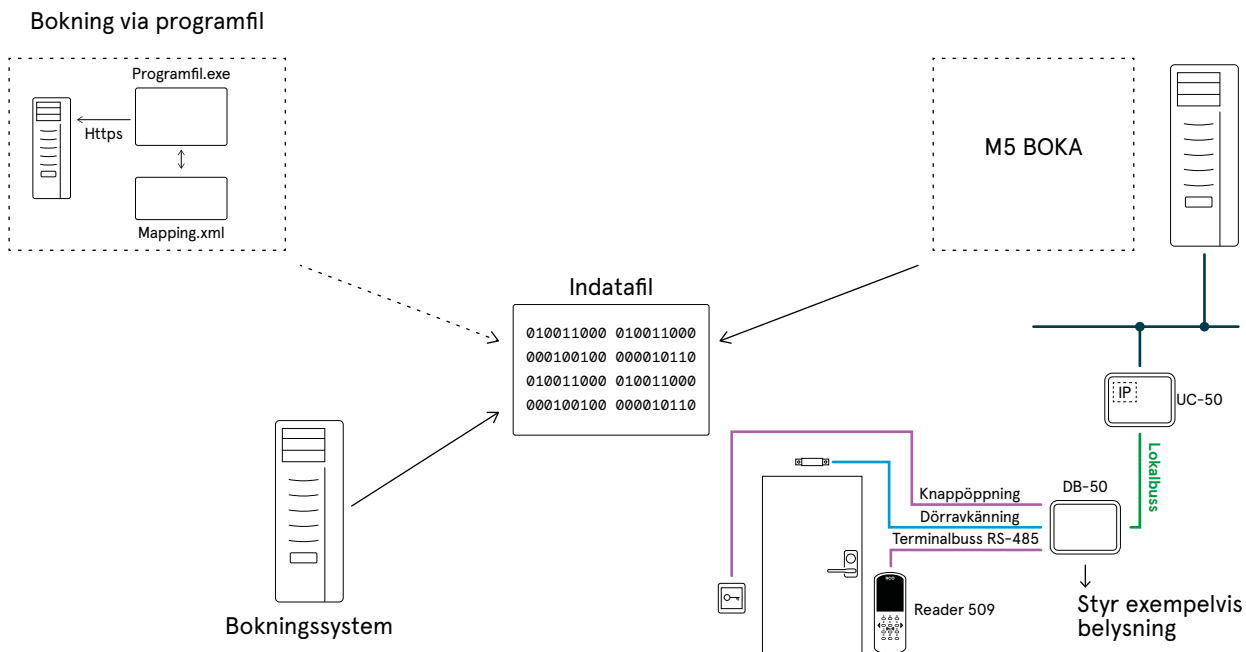 Bokning via programfil
Programfil.exe
Https
Mapping.xml
M5 BOKA
Indatafil
010011000 010011000
000100100 000010110
010011000 010011000
000100100 000010110
IP
UC-50
Lokalbuss
DB-50
Knappöppning
Dörravkänning
Terminalbuss RS-485
RCO
Reader 509
Styr exempelvis
belysning
Bokningssystem